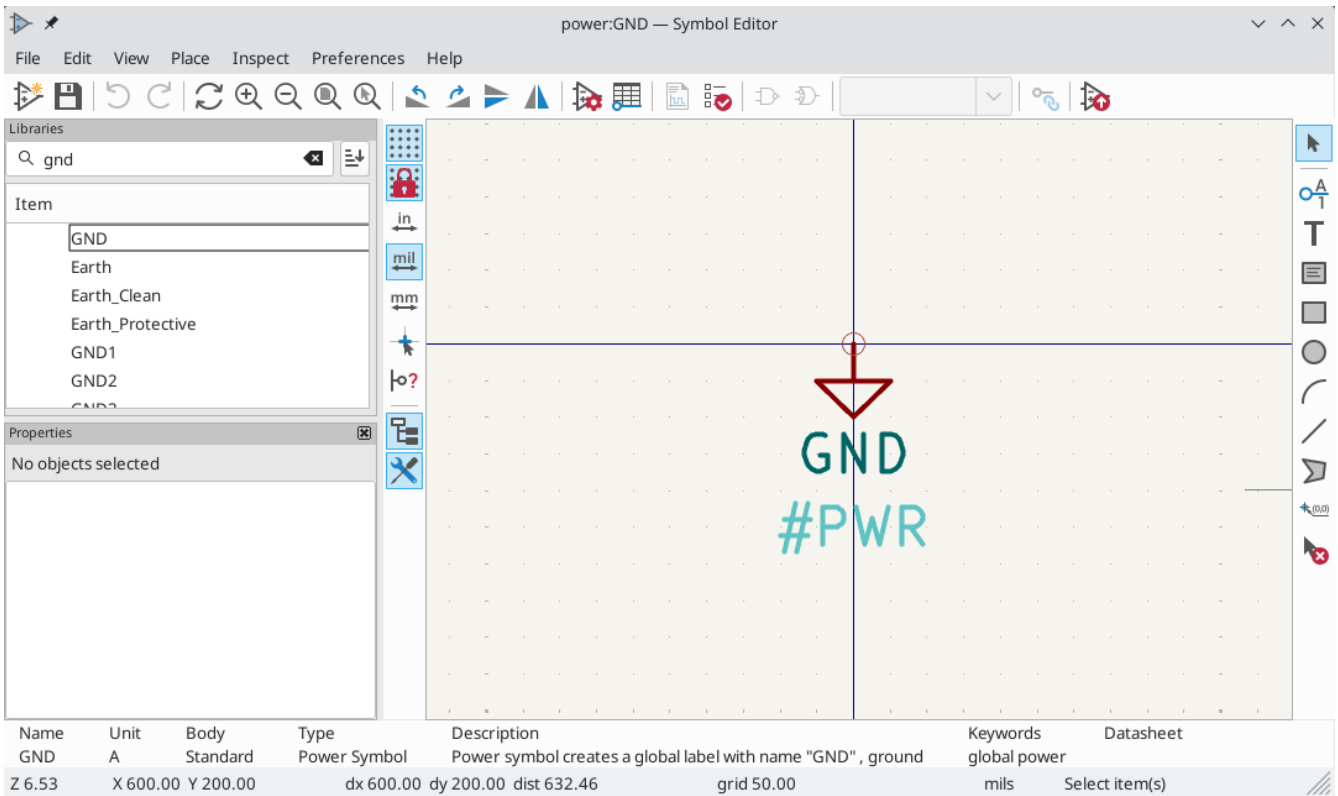 power:GND — Symbol Editor
File Edit View Place Inspect Preferences Help
Libraries
gnd
Item
GND
Earth
Earth_Clean
Earth_Protective
GND1
GND2
in
mil
mm
?
Properties
No objects selected
GND
#PWR
A
1
T
(0,0)
Name Unit Body Type Description Keywords Datasheet
GND A Standard Power Symbol Power symbol creates a global label with name "GND" , ground global power
Z 6.53 X 600.00 Y 200.00 dx 600.00 dy 200.00 dist 632.46 grid 50.00 mils Select item(s)